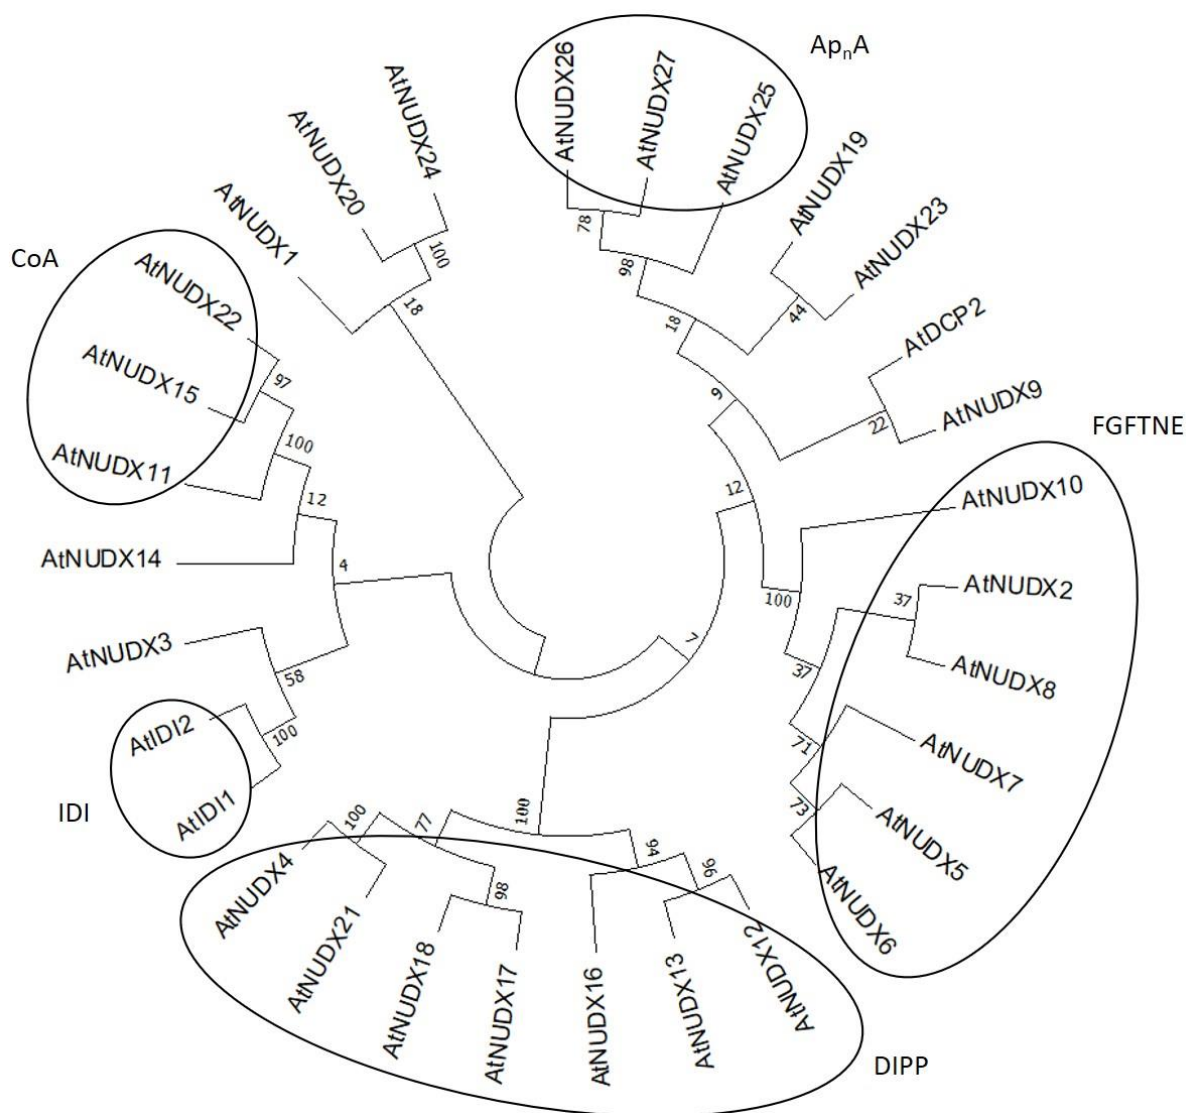 Ap<sub>n</sub>A
AtNUDX26
AtNUDX27
AtNUDX25
AtNUDX19
AtNUDX23
AtDCP2
AtNUDX9
FGFTNE
AtNUDX10
AtNUDX2
AtNUDX8
AtNUDX7
AtNUDX5
AtNUDX6
AtNUDX12
AtNUDX13
AtNUDX16
AtNUDX17
AtNUDX18
AtNUDX21
AtNUDX4
DIPP
AtIDI1
AtIDI2
IDI
AtNUDX3
AtNUDX14
AtNUDX11
AtNUDX15
AtNUDX22
CoA
AtNUDX1
AtNUDX20
AtNUDX24
100
18
78
98
18
44
9
22
12
100
37
37
71
73
7
100
94
96
77
98
100
97
100
12
4
58
100